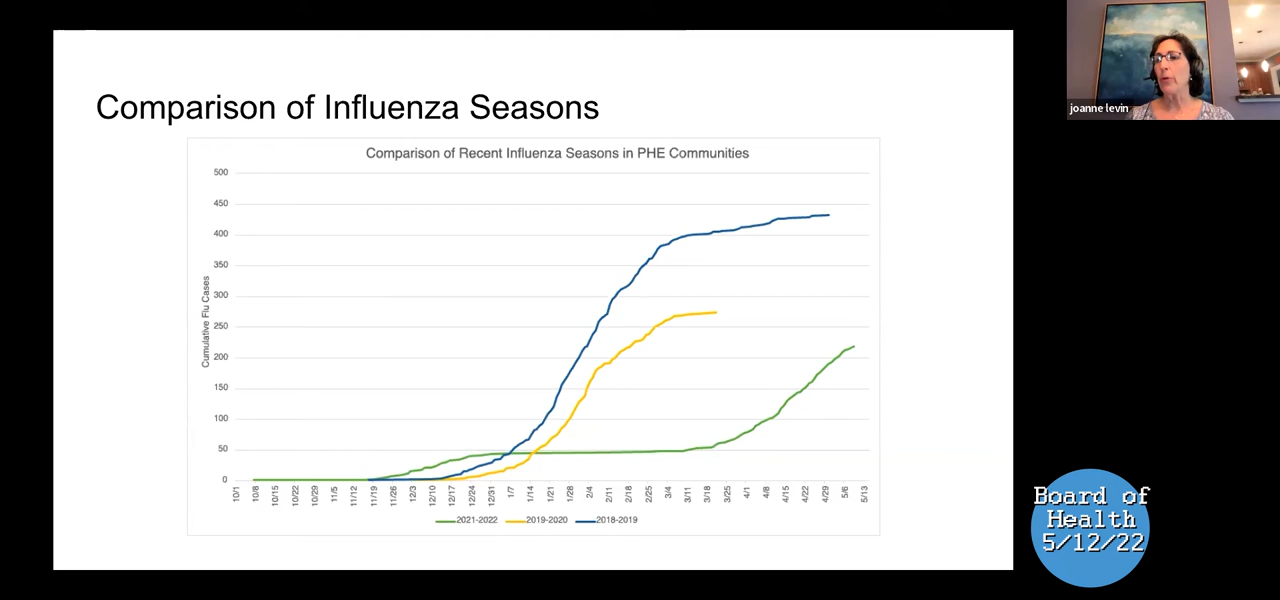 Comparison of Influenza Seasons
joanne levin
Comparison of Recent Influenza Seasons in PHE Communities
500
450
400
350
300
250
200
150
100
50
0
Cumulative Flu Cases
10/1 10/8 10/15 10/22 10/29 11/5 11/12 11/19 11/26 12/3 12/10 12/17 12/24 12/31 1/7 1/14 1/21 1/28 2/4 2/11 2/18 2/25 3/4 3/11 3/18 3/25 4/1 4/8 4/15 4/22 4/29 5/6 5/13
2021-2022 2019-2020 2018-2019
Board of
Health
5/12/22